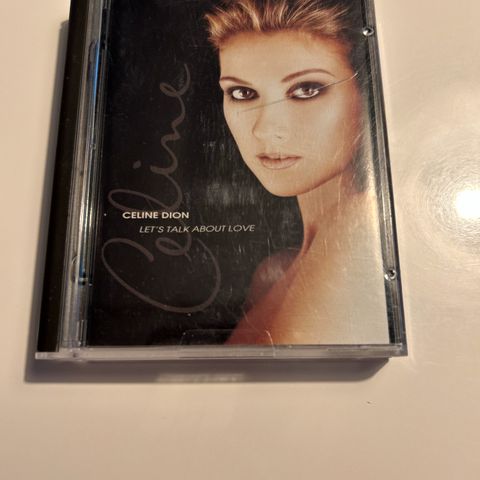 Celine
CELINE DION
LET'S TALK ABOUT LOVE